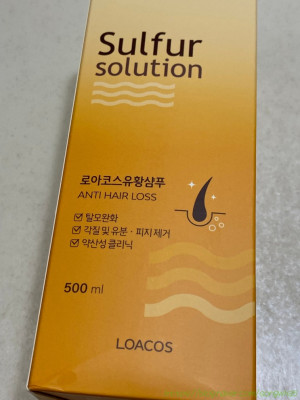 Sulfur
solution
로아코스유황샴푸
ANTI HAIR LOSS
탈모완화
각질 및 유분 · 피지 제거
약산성 클리닉
500 ml
LOACOS